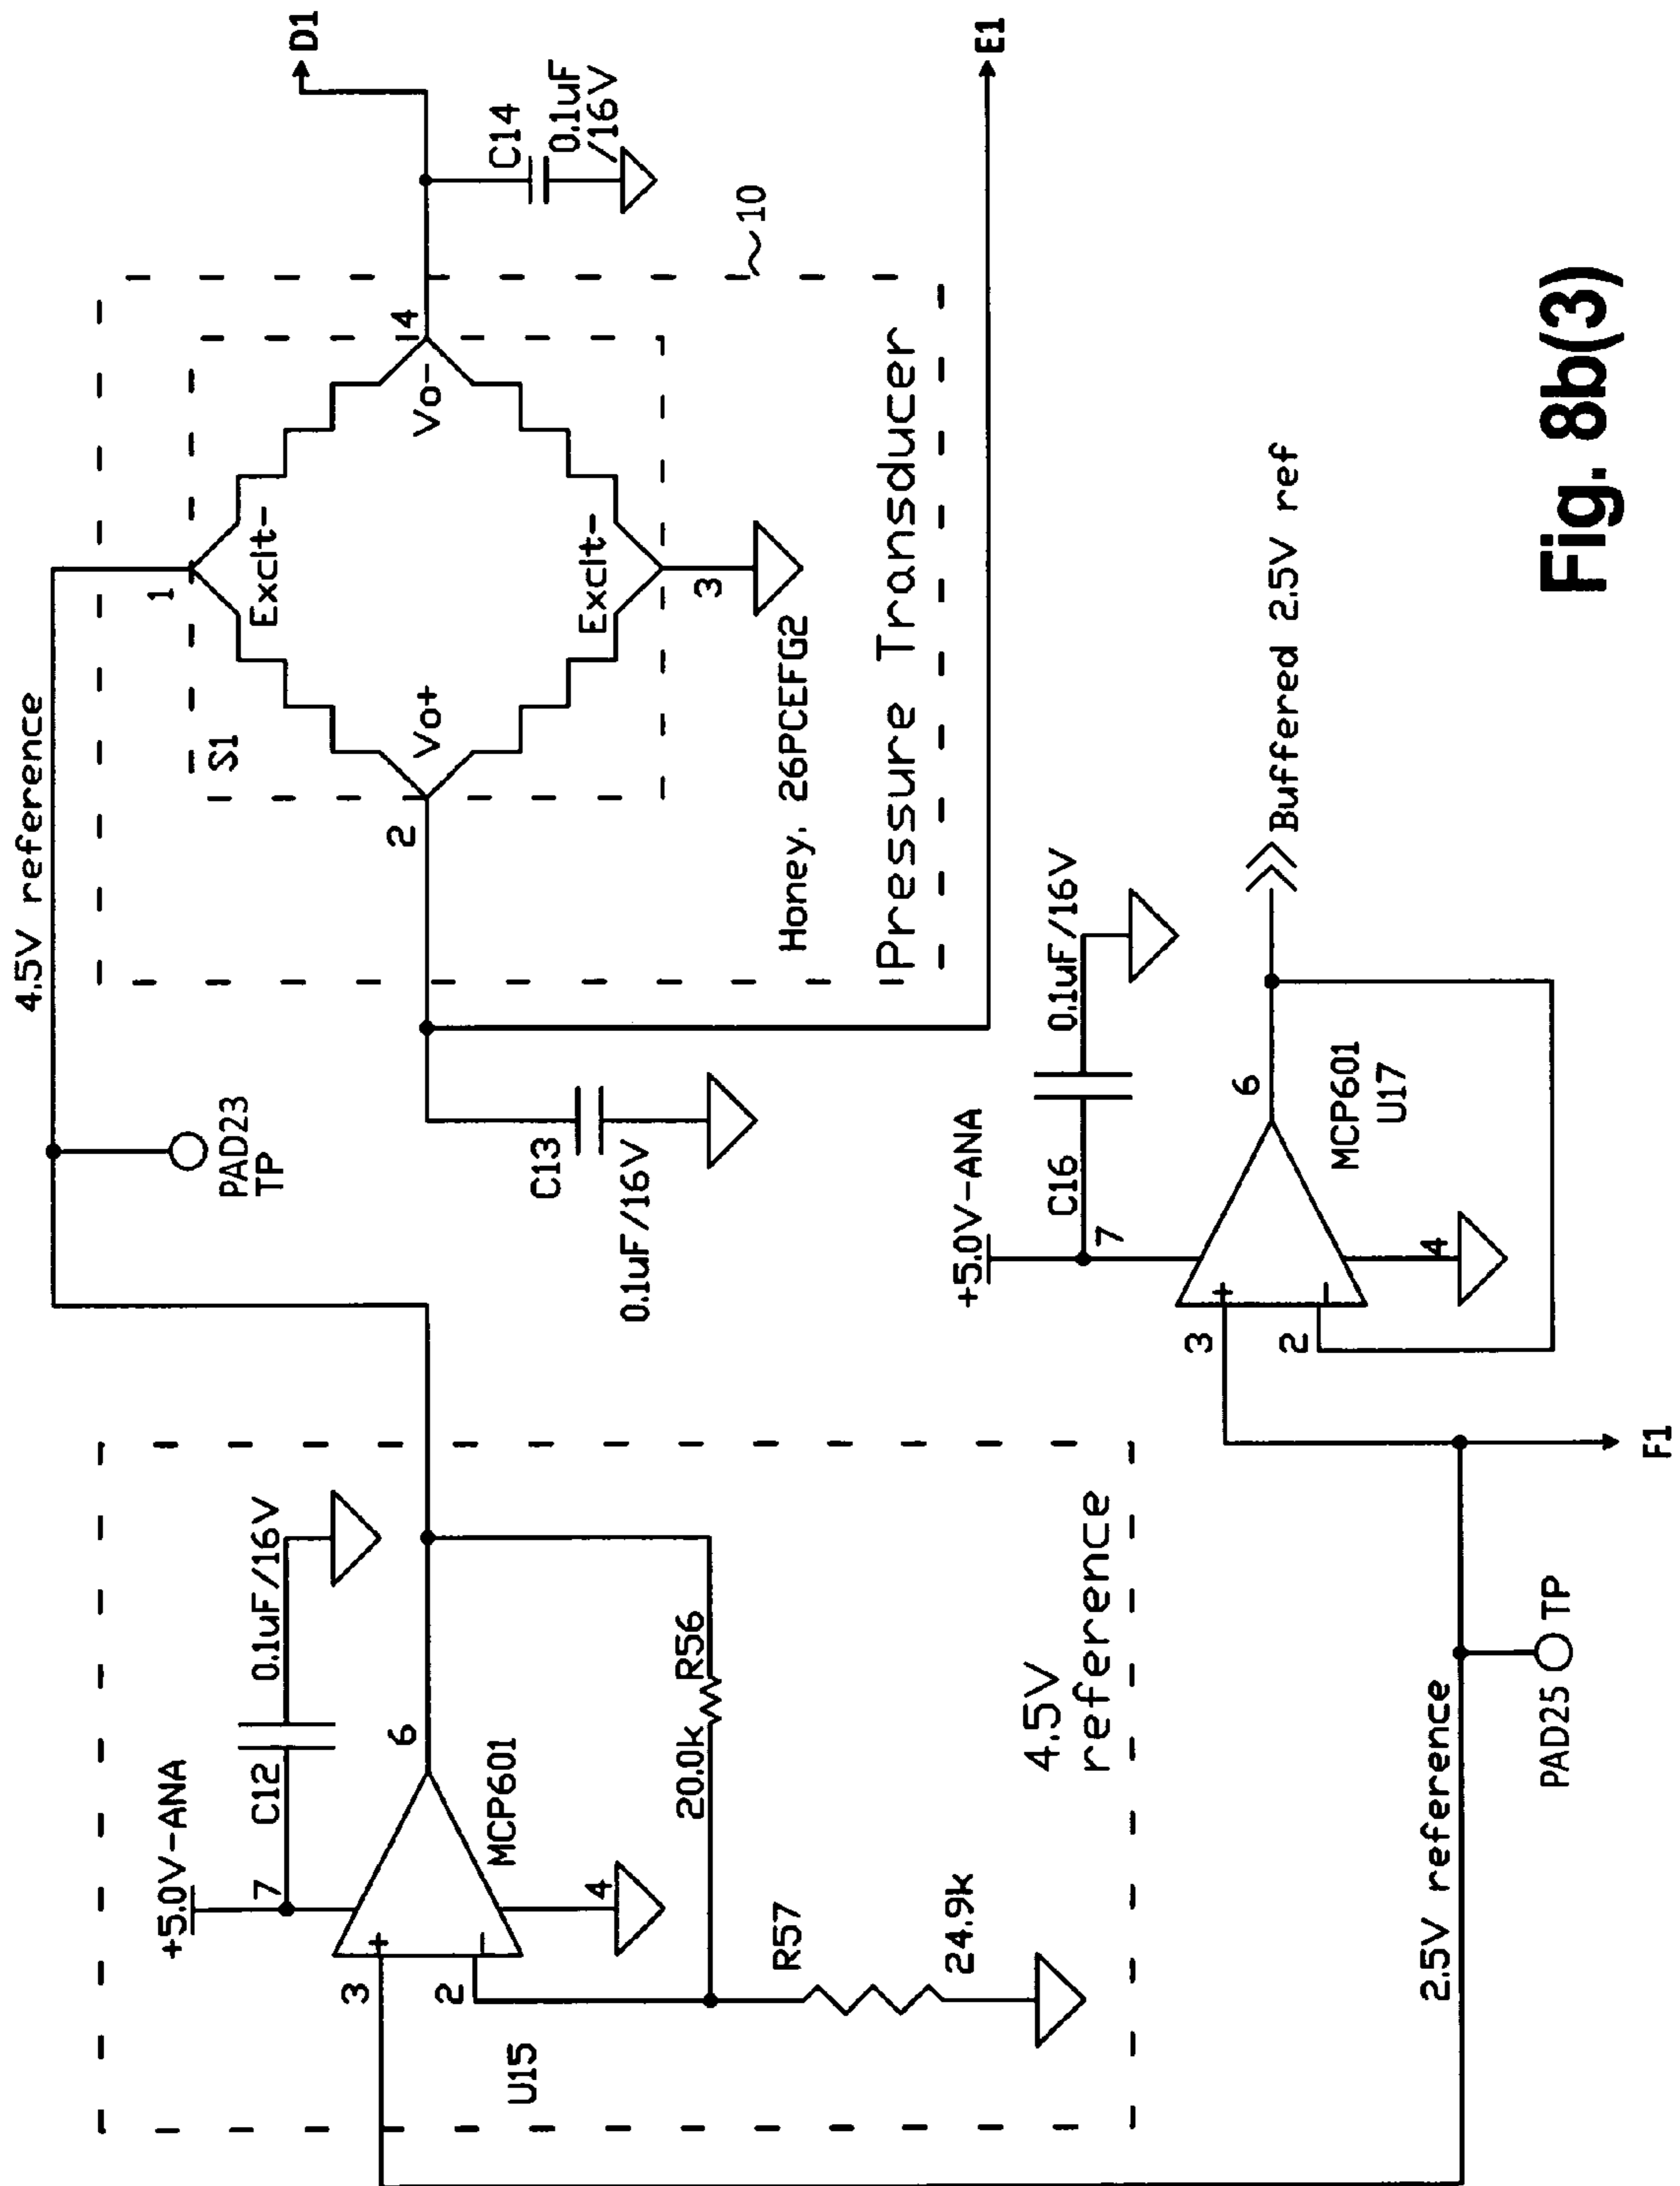 4.5V reference
PAD23
TP
+5.0V-ANA
7
C12
0.1uF/16V
3
+
2
-
6
4
MCP601
U15
20.0k
R56
R57
24.9k
4.5V
reference
C13
0.1uF/16V
S1
1
Excit-
2
Vo+
Vo-
14
Excit-
3
Honey. 26PCEFG2
Pressure Transducer
~10
C14
0.1uF
/16V
D1
E1
+5.0V-ANA
7
C16
0.1uF/16V
3
+
2
-
6
4
MCP601
U17
Buffered 2.5V ref
2.5V reference
PAD25
TP
F1
Fig. 8b(3)